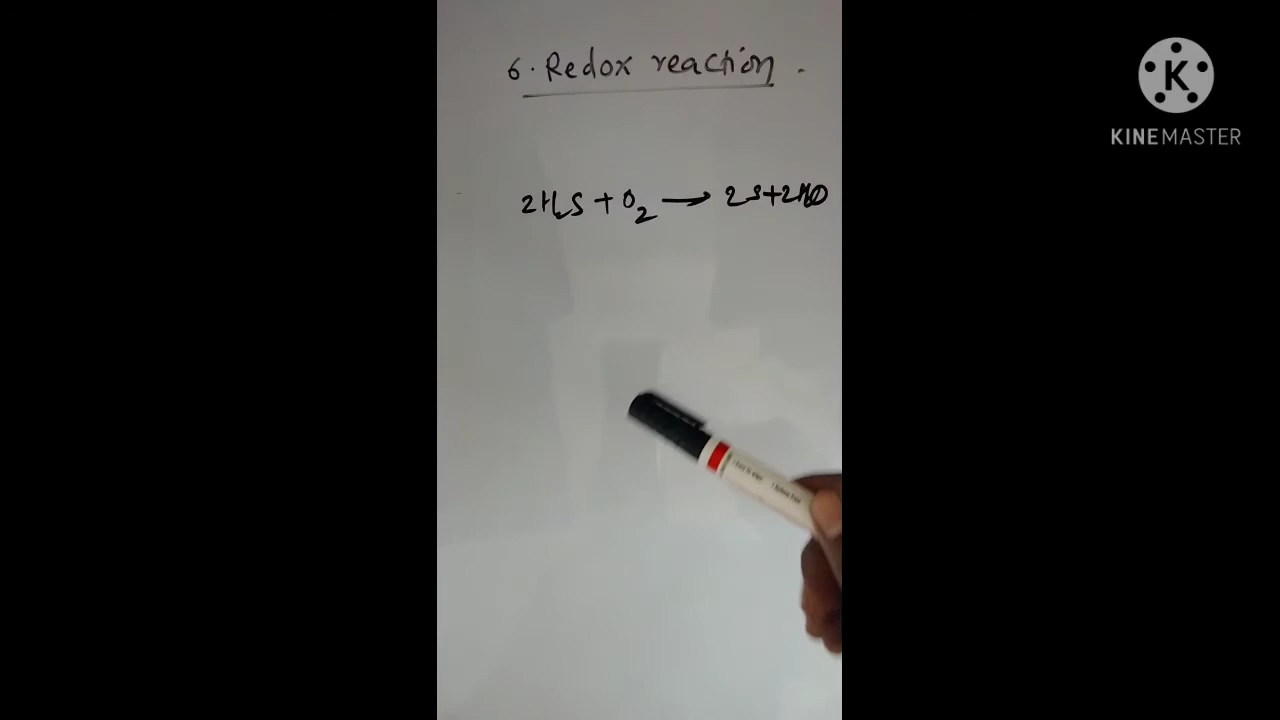 6. Redox reaction.
2H2S + O2 → 2S+2H2O
K
KINEMASTER